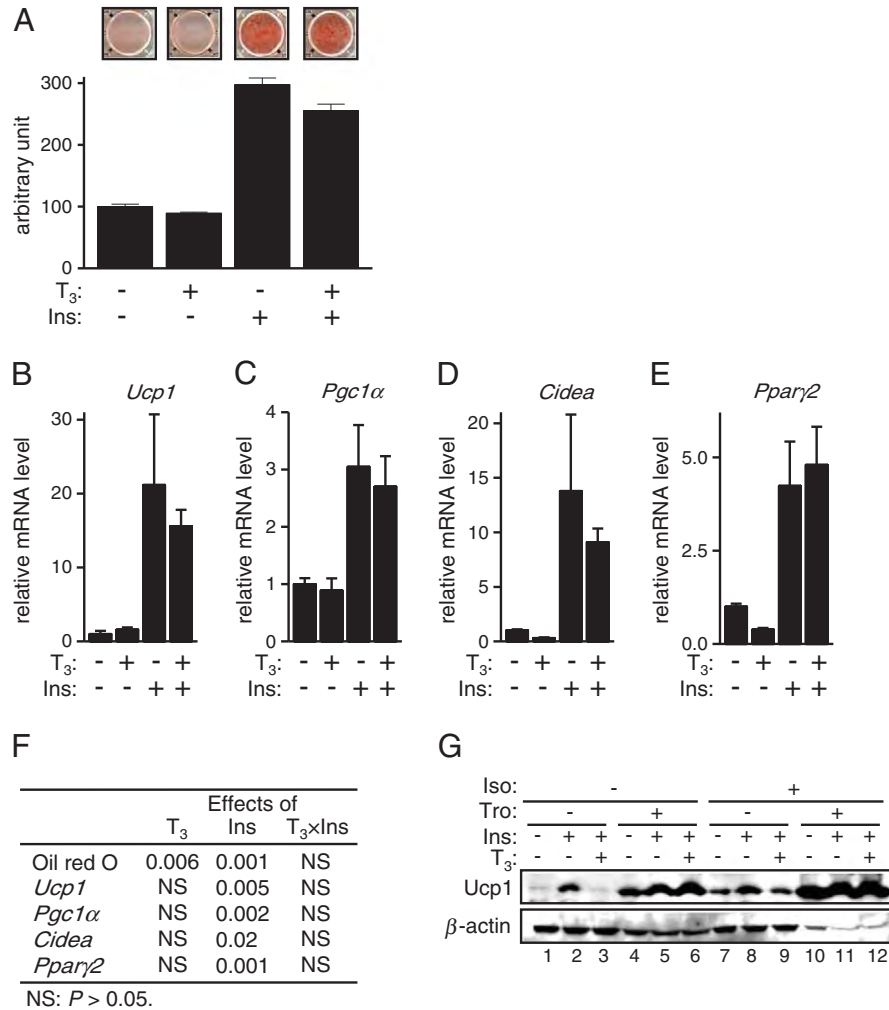 A
300
200
100
0
arbitrary unit
T3: - + - +
Ins: - - + +
B
Ucp1
30
20
10
0
relative mRNA level
T3: - + - +
Ins: - - + +
C
Pgc1α
4
3
2
1
0
relative mRNA level
T3: - + - +
Ins: - - + +
D
Cidea
20
15
10
5
0
relative mRNA level
T3: - + - +
Ins: - - + +
E
Pparγ2
5.0
2.5
0.0
relative mRNA level
T3: - + - +
Ins: - - + +
F
Effects of
T3 Ins T3×Ins
Oil red O 0.006 0.001 NS
Ucp1 NS 0.005 NS
Pgc1α NS 0.002 NS
Cidea NS 0.02 NS
Pparγ2 NS 0.001 NS
NS: P > 0.05.
G
Iso: - +
Tro: - + - +
Ins: - + + - + + - + + - + +
T3: - - + - - + - - + - - +
Ucp1
β-actin
1 2 3 4 5 6 7 8 9 10 11 12